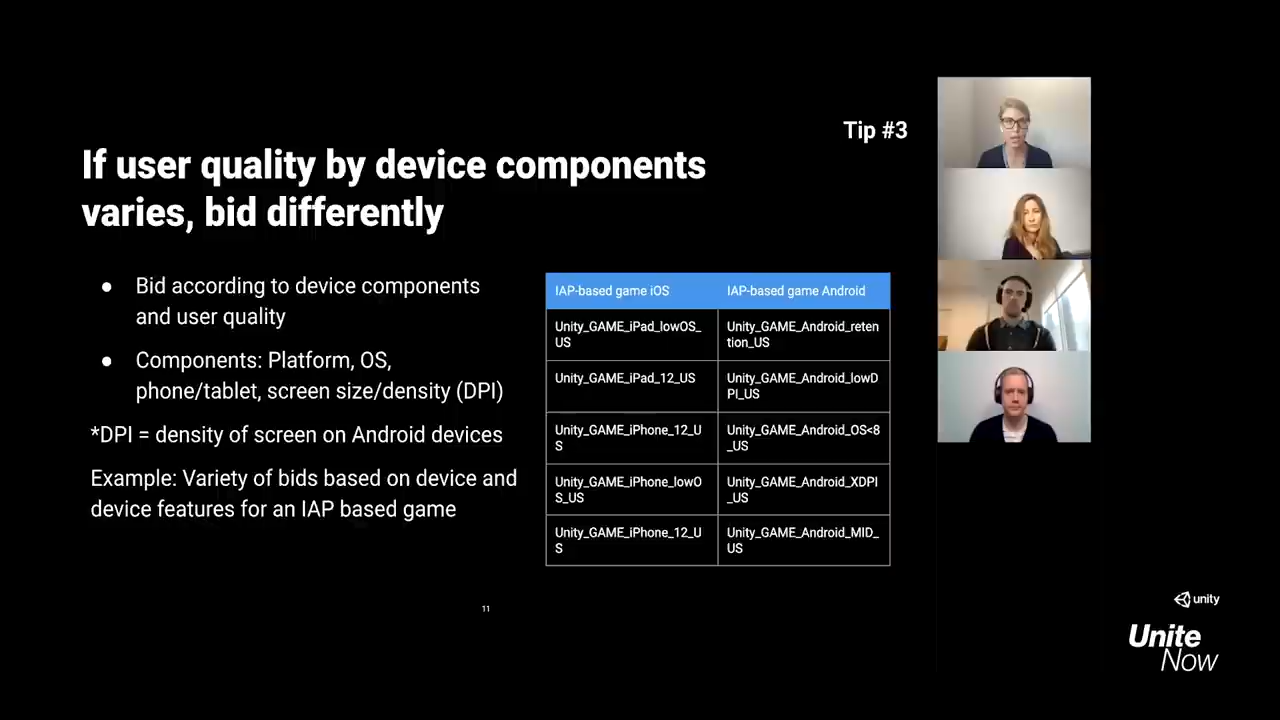 Tip #3
If user quality by device components
varies, bid differently
● Bid according to device components
and user quality
● Components: Platform, OS,
phone/tablet, screen size/density (DPI)
*DPI = density of screen on Android devices
Example: Variety of bids based on device and
device features for an IAP based game
IAP-based game iOS
IAP-based game Android
Unity_GAME_iPad_lowOS_
US
Unity_GAME_Android_reten
tion_US
Unity_GAME_iPad_12_US
Unity_GAME_Android_lowD
PI_US
Unity_GAME_iPhone_12_U
S
Unity_GAME_Android_OS<8
_US
Unity_GAME_iPhone_lowO
S_US
Unity_GAME_Android_XDPI
_US
Unity_GAME_iPhone_12_U
S
Unity_GAME_Android_MID_
US
11
unity
Unite
Now